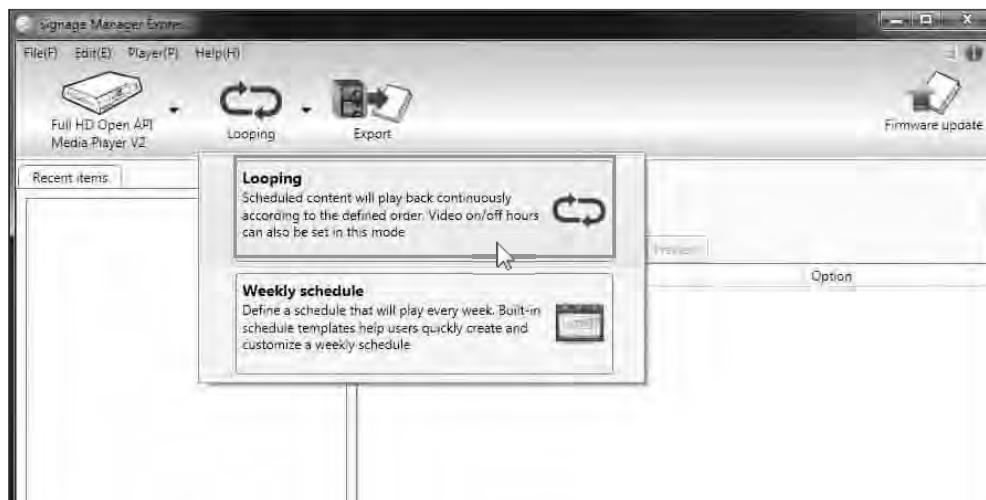 Signage Manager Express
File(F) Edit(E) Player(P) Help(H)
Full HD Open API
Media Player V2
Looping
Export
Firmware update
Recent items
Looping
Scheduled content will play back continuously
according to the defined order. Video on/off hours
can also be set in this mode
Preview
Option
Weekly schedule
Define a schedule that will play every week. Built-in
schedule templates help users quickly create and
customize a weekly schedule